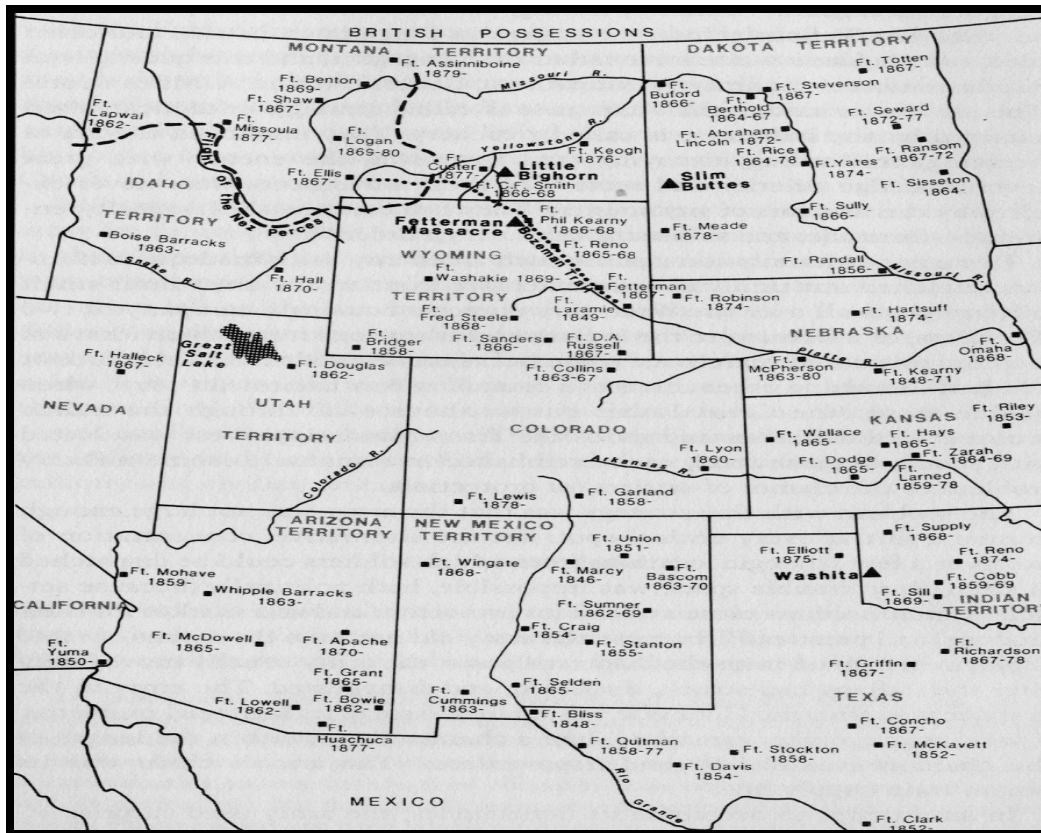 BRITISH POSSESSIONS
MONTANA TERRITORY
DAKOTA TERRITORY
Ft. Assinniboine
1879-
Ft. Benton
1869-
Ft. Shaw
1867-
Missouri R.
Ft.
Buford
1866-
Ft. Stevenson
1867-
Ft. Totten
1867-
Ft.
Berthold
1864-67
Ft. Seward
1872-77
Ft.
Lapwai
1862-
Ft.
Missoula
1877-
Ft.
Logan
1869-80
Yellowstone R.
Ft. Keogh
1876-
Ft. Abraham
Lincoln 1872-
Ft. Rice
1864-78
Ft. Ransom
1867-72
Ft. Yates
1874-
Ft. Sisseton
1864-
Ft. Ellis
1867-
Ft.
Custer
1877-
Little
Bighorn
Ft. C.F. Smith
1866-68
Slim
Buttes
Flight of the Nez Perces
IDAHO
TERRITORY
Fetterman
Massacre
Ft.
Phil Kearny
1866-68
Ft. Sully
1866-
Bozeman Trail
Ft. Reno
1865-68
Ft. Meade
1878-
Boise Barracks
1863-
Snake R.
Ft. Hall
1870-
WYOMING
TERRITORY
Ft. Washakie 1869-
Ft.
Fetterman
1867-
Ft. Randall
1856-
Missouri R.
Ft.
Laramie
1849-
Ft. Robinson
1874-
Ft. Hartsuff
1874-
Ft.
Fred Steele
1868-
NEBRASKA
Ft.
Omaha
1868-
Great
Salt
Lake
Ft.
Bridger
1858-
Ft. Sanders
1866-
Ft. D.A.
Russell
1867-
Platte R.
Ft. Halleck
1867-
Ft. Douglas
1862-
Ft. Collins
1863-67
Ft.
McPherson
1863-80
Ft. Kearny
1848-71
NEVADA
UTAH
TERRITORY
COLORADO
KANSAS
Ft. Riley
1853-
Ft. Wallace
1865-
Ft. Hays
1865-
Ft. Lyon
1860-
Ft. Dodge
1865-
Ft. Zarah
1864-69
Arkansas R.
Ft.
Larned
1859-78
Colorado R.
Ft. Lewis
1878-
Ft. Garland
1858-
ARIZONA
TERRITORY
NEW MEXICO
TERRITORY
Ft. Union
1851-
Ft. Supply
1868-
Ft. Wingate
1868-
Ft. Marcy
1846-
Ft.
Bascom
1863-70
Ft. Elliott
1875-
Ft. Reno
1874-
Washita
Ft. Cobb
1859-69
Ft. Mohave
1859-
Whipple Barracks
1863-
Ft. Sill
1869-
INDIAN
TERRITORY
CALIFORNIA
Ft. Sumner
1862-69
Ft. Craig
1854-
Ft. McDowell
1865-
Ft. Apache
1870-
Ft. Stanton
1855-
Ft.
Yuma
1850-
Ft. Griffin
1867-
Ft.
Richardson
1867-78
Ft. Grant
1865-
Ft. Selden
1865-
Ft. Lowell
1862-
Ft. Bowie
1862-
Ft.
Cummings
1863-
TEXAS
Ft. Bliss
1848-
Ft. Concho
1867-
Ft.
Huachuca
1877-
Ft. Quitman
1858-77
Ft. Stockton
1858-
Ft. McKavett
1852-
Ft. Davis
1854-
Rio Grande
MEXICO
Ft. Clark
1852-